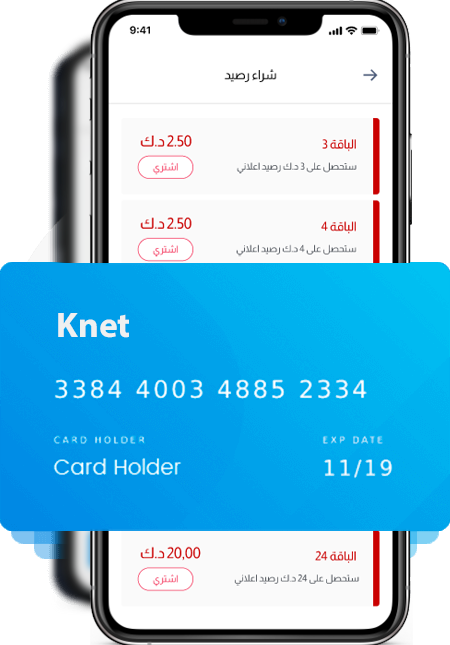 9:41
شراء رصيد
الباقة 3
2.50 د.ك
ستحصل على 3 د.ك رصيد اعلاني
اشتري
الباقة 4
2.50 د.ك
ستحصل على 4 د.ك رصيد اعلاني
اشتري
Knet
3384 4003 4885 2334
CARD HOLDER EXP DATE
Card Holder 11/19
الباقة 24
20,00 د.ك
ستحصل على 24 د.ك رصيد اعلاني
اشتري